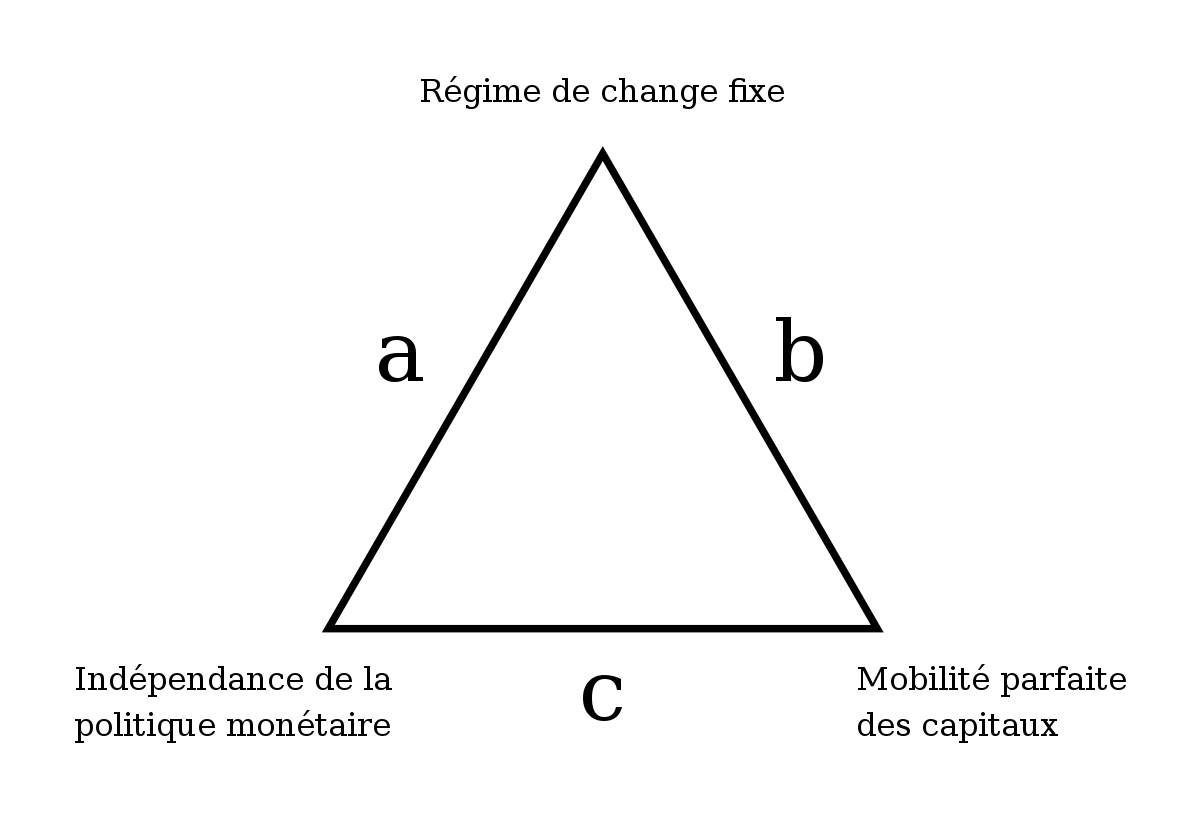 Régime de change fixe
a
b
Indépendance de la
politique monétaire
c
Mobilité parfaite
des capitaux